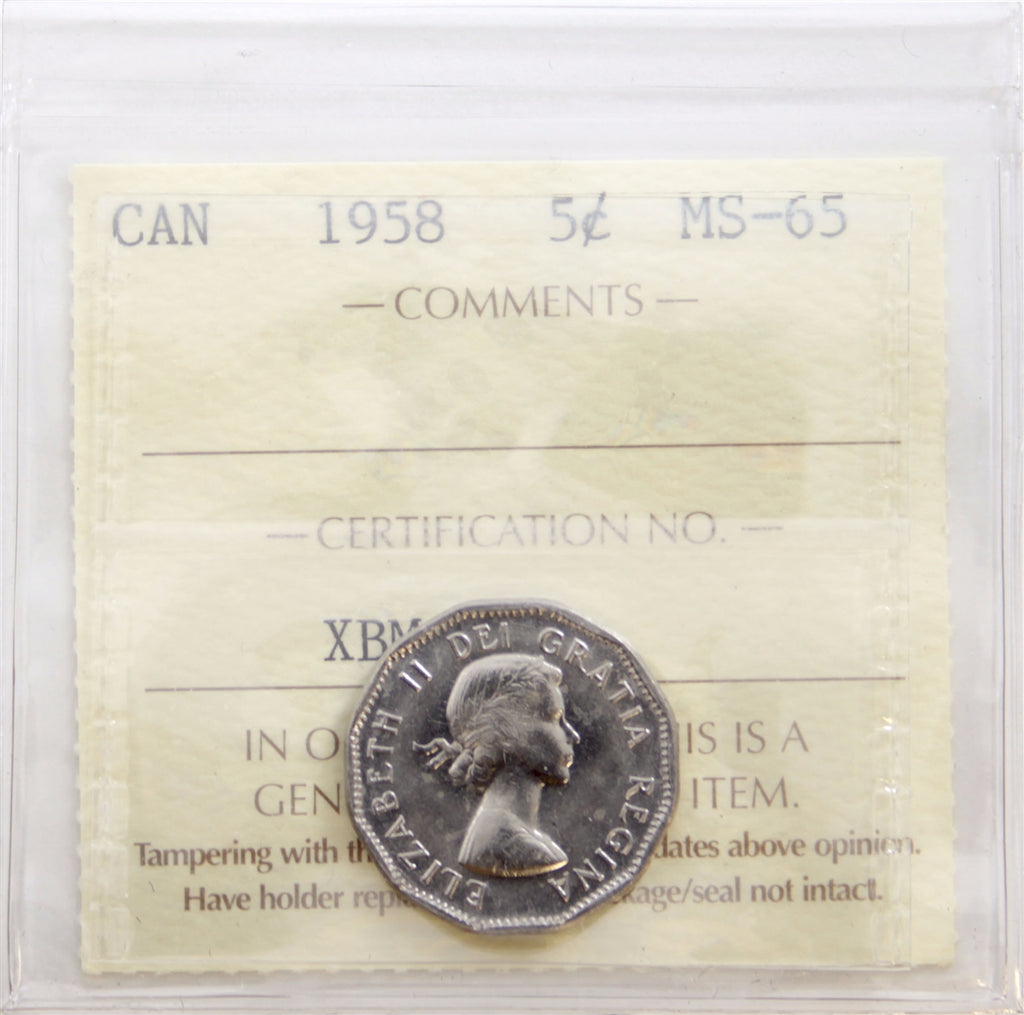 CAN 1958 5¢ MS-65
— COMMENTS —
— CERTIFICATION NO. —
XBM
ELIZABETH II DEI GRATIA REGINA
IN O IS IS A
GEN ITEM.
Tampering with th dates above opinion.
Have holder rep kage/seal not intact.